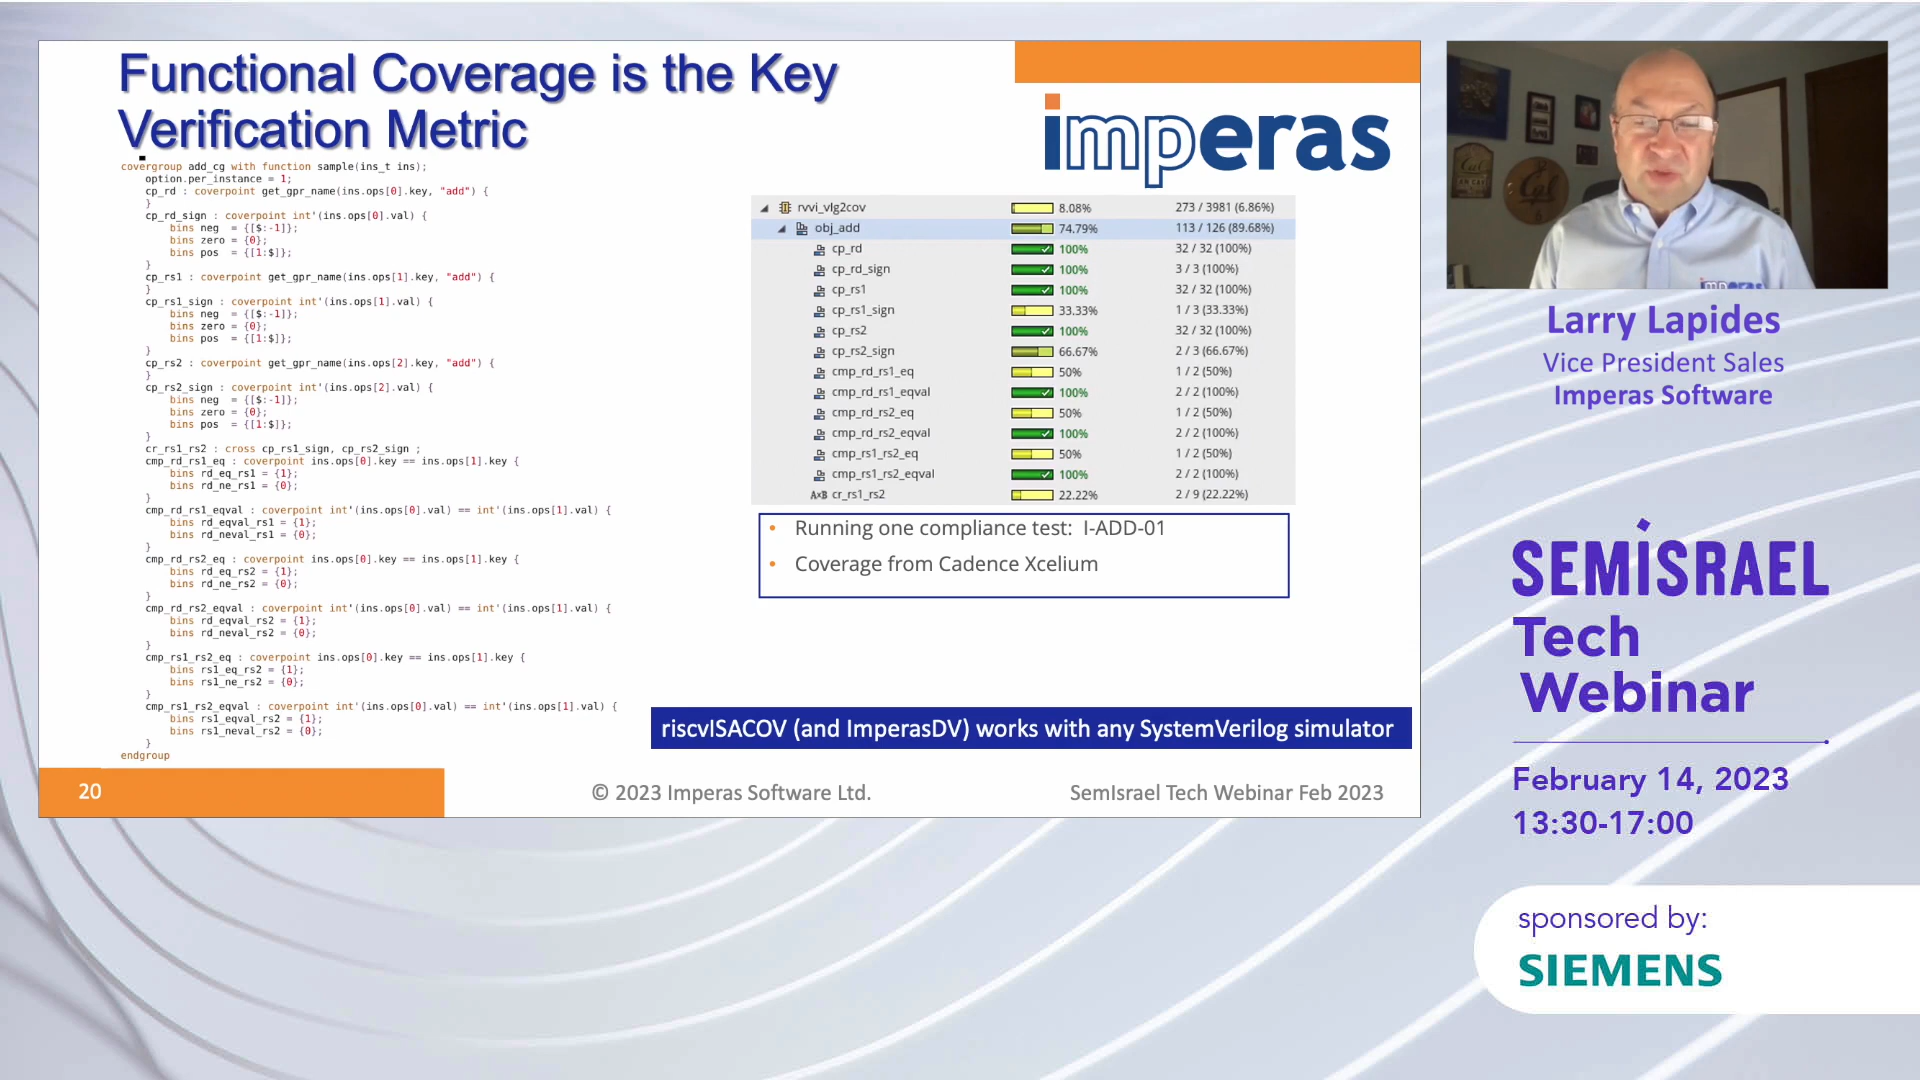 Functional Coverage is the Key
Verification Metric
imperas
covergroup add_cg with function sample(ins_t ins);
option.per_instance = 1;
cp_rd : coverpoint get_gpr_name(ins.ops[0].key, "add") {
}
cp_rd_sign : coverpoint int'(ins.ops[0].val) {
bins neg = {[$:-1]};
bins zero = {0};
bins pos = {[1:$]};
}
cp_rs1 : coverpoint get_gpr_name(ins.ops[1].key, "add") {
}
cp_rs1_sign : coverpoint int'(ins.ops[1].val) {
bins neg = {[$:-1]};
bins zero = {0};
bins pos = {[1:$]};
}
cp_rs2 : coverpoint get_gpr_name(ins.ops[2].key, "add") {
}
cp_rs2_sign : coverpoint int'(ins.ops[2].val) {
bins neg = {[$:-1]};
bins zero = {0};
bins pos = {[1:$]};
}
cr_rs1_rs2 : cross cp_rs1_sign, cp_rs2_sign ;
cmp_rd_rs1_eq : coverpoint ins.ops[0].key == ins.ops[1].key {
bins rd_eq_rs1 = {1};
bins rd_ne_rs1 = {0};
}
cmp_rd_rs1_eqval : coverpoint int'(ins.ops[0].val) == int'(ins.ops[1].val) {
bins rd_eqval_rs1 = {1};
bins rd_neval_rs1 = {0};
}
cmp_rd_rs2_eq : coverpoint ins.ops[0].key == ins.ops[1].key {
bins rd_eq_rs2 = {1};
bins rd_ne_rs2 = {0};
}
cmp_rd_rs2_eqval : coverpoint int'(ins.ops[0].val) == int'(ins.ops[1].val) {
bins rd_eqval_rs2 = {1};
bins rd_neval_rs2 = {0};
}
cmp_rs1_rs2_eq : coverpoint ins.ops[0].key == ins.ops[1].key {
bins rs1_eq_rs2 = {1};
bins rs1_ne_rs2 = {0};
}
cmp_rs1_rs2_eqval : coverpoint int'(ins.ops[0].val) == int'(ins.ops[1].val) {
bins rs1_eqval_rs2 = {1};
bins rs1_neval_rs2 = {0};
}
endgroup
rvvi_vlg2cov 8.08% 273 / 3981 (6.86%)
obj_add 74.79% 113 / 126 (89.68%)
cp_rd 100% 32 / 32 (100%)
cp_rd_sign 100% 3 / 3 (100%)
cp_rs1 100% 32 / 32 (100%)
cp_rs1_sign 33.33% 1 / 3 (33.33%)
cp_rs2 100% 32 / 32 (100%)
cp_rs2_sign 66.67% 2 / 3 (66.67%)
cmp_rd_rs1_eq 50% 1 / 2 (50%)
cmp_rd_rs1_eqval 100% 2 / 2 (100%)
cmp_rd_rs2_eq 50% 1 / 2 (50%)
cmp_rd_rs2_eqval 100% 2 / 2 (100%)
cmp_rs1_rs2_eq 50% 1 / 2 (50%)
cmp_rs1_rs2_eqval 100% 2 / 2 (100%)
A×B cr_rs1_rs2 22.22% 2 / 9 (22.22%)
• Running one compliance test: I-ADD-01
• Coverage from Cadence Xcelium
riscvISACOV (and ImperasDV) works with any SystemVerilog simulator
20
© 2023 Imperas Software Ltd.
SemIsrael Tech Webinar Feb 2023
Cal
Cal
imperas
Larry Lapides
Vice President Sales
Imperas Software
SEMISRAEL
Tech
Webinar
February 14, 2023
13:30-17:00
sponsored by:
SIEMENS